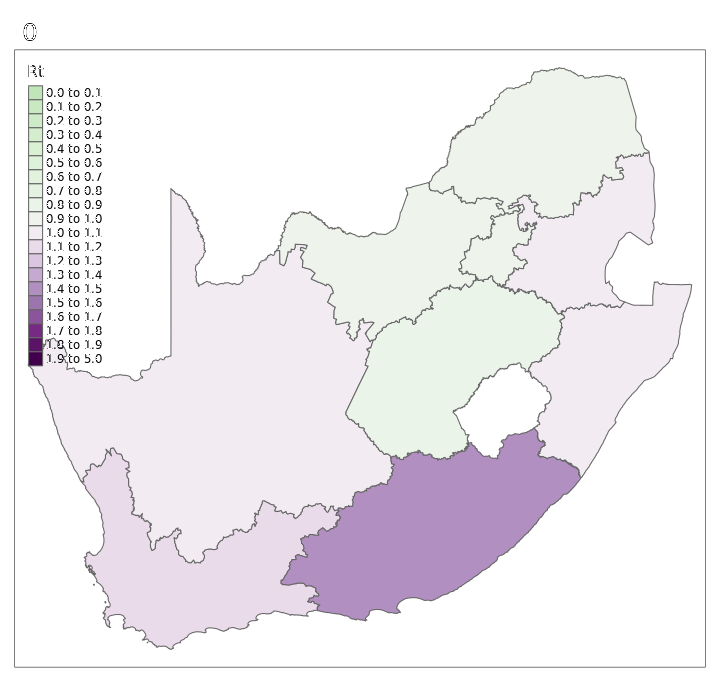 0
Rt
0.0 to 0.1
0.1 to 0.2
0.2 to 0.3
0.3 to 0.4
0.4 to 0.5
0.5 to 0.6
0.6 to 0.7
0.7 to 0.8
0.8 to 0.9
0.9 to 1.0
1.0 to 1.1
1.1 to 1.2
1.2 to 1.3
1.3 to 1.4
1.4 to 1.5
1.5 to 1.6
1.6 to 1.7
1.7 to 1.8
1.8 to 1.9
1.9 to 5.0